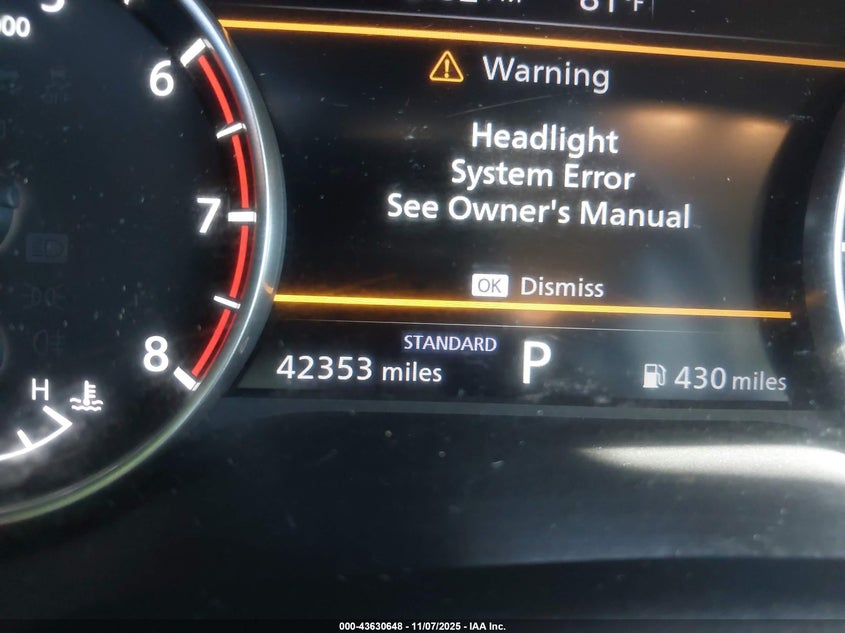 81°F
6
Warning
Headlight
System Error
See Owner's Manual
7
OK Dismiss
8
STANDARD
42353 miles P 430 miles
H
000-43630648 - 11/07/2025 - IAA Inc.